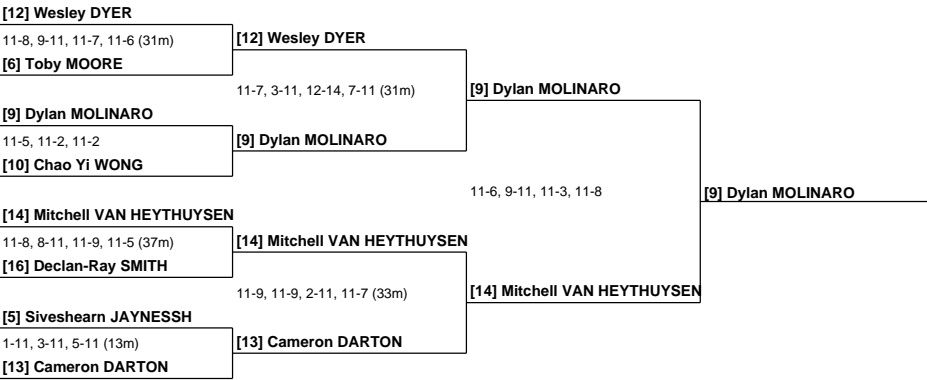 [12] Wesley DYER
11-8, 9-11, 11-7, 11-6 (31m)
[6] Toby MOORE
[9] Dylan MOLINARO
11-5, 11-2, 11-2
[10] Chao Yi WONG
[14] Mitchell VAN HEYTHUYSEN
11-8, 8-11, 11-9, 11-5 (37m)
[16] Declan-Ray SMITH
[5] Siveshearn JAYNESSH
1-11, 3-11, 5-11 (13m)
[13] Cameron DARTON
[12] Wesley DYER
11-7, 3-11, 12-14, 7-11 (31m)
[9] Dylan MOLINARO
[14] Mitchell VAN HEYTHUYSEN
11-9, 11-9, 2-11, 11-7 (33m)
[13] Cameron DARTON
[9] Dylan MOLINARO
11-6, 9-11, 11-3, 11-8
[14] Mitchell VAN HEYTHUYSEN
[9] Dylan MOLINARO